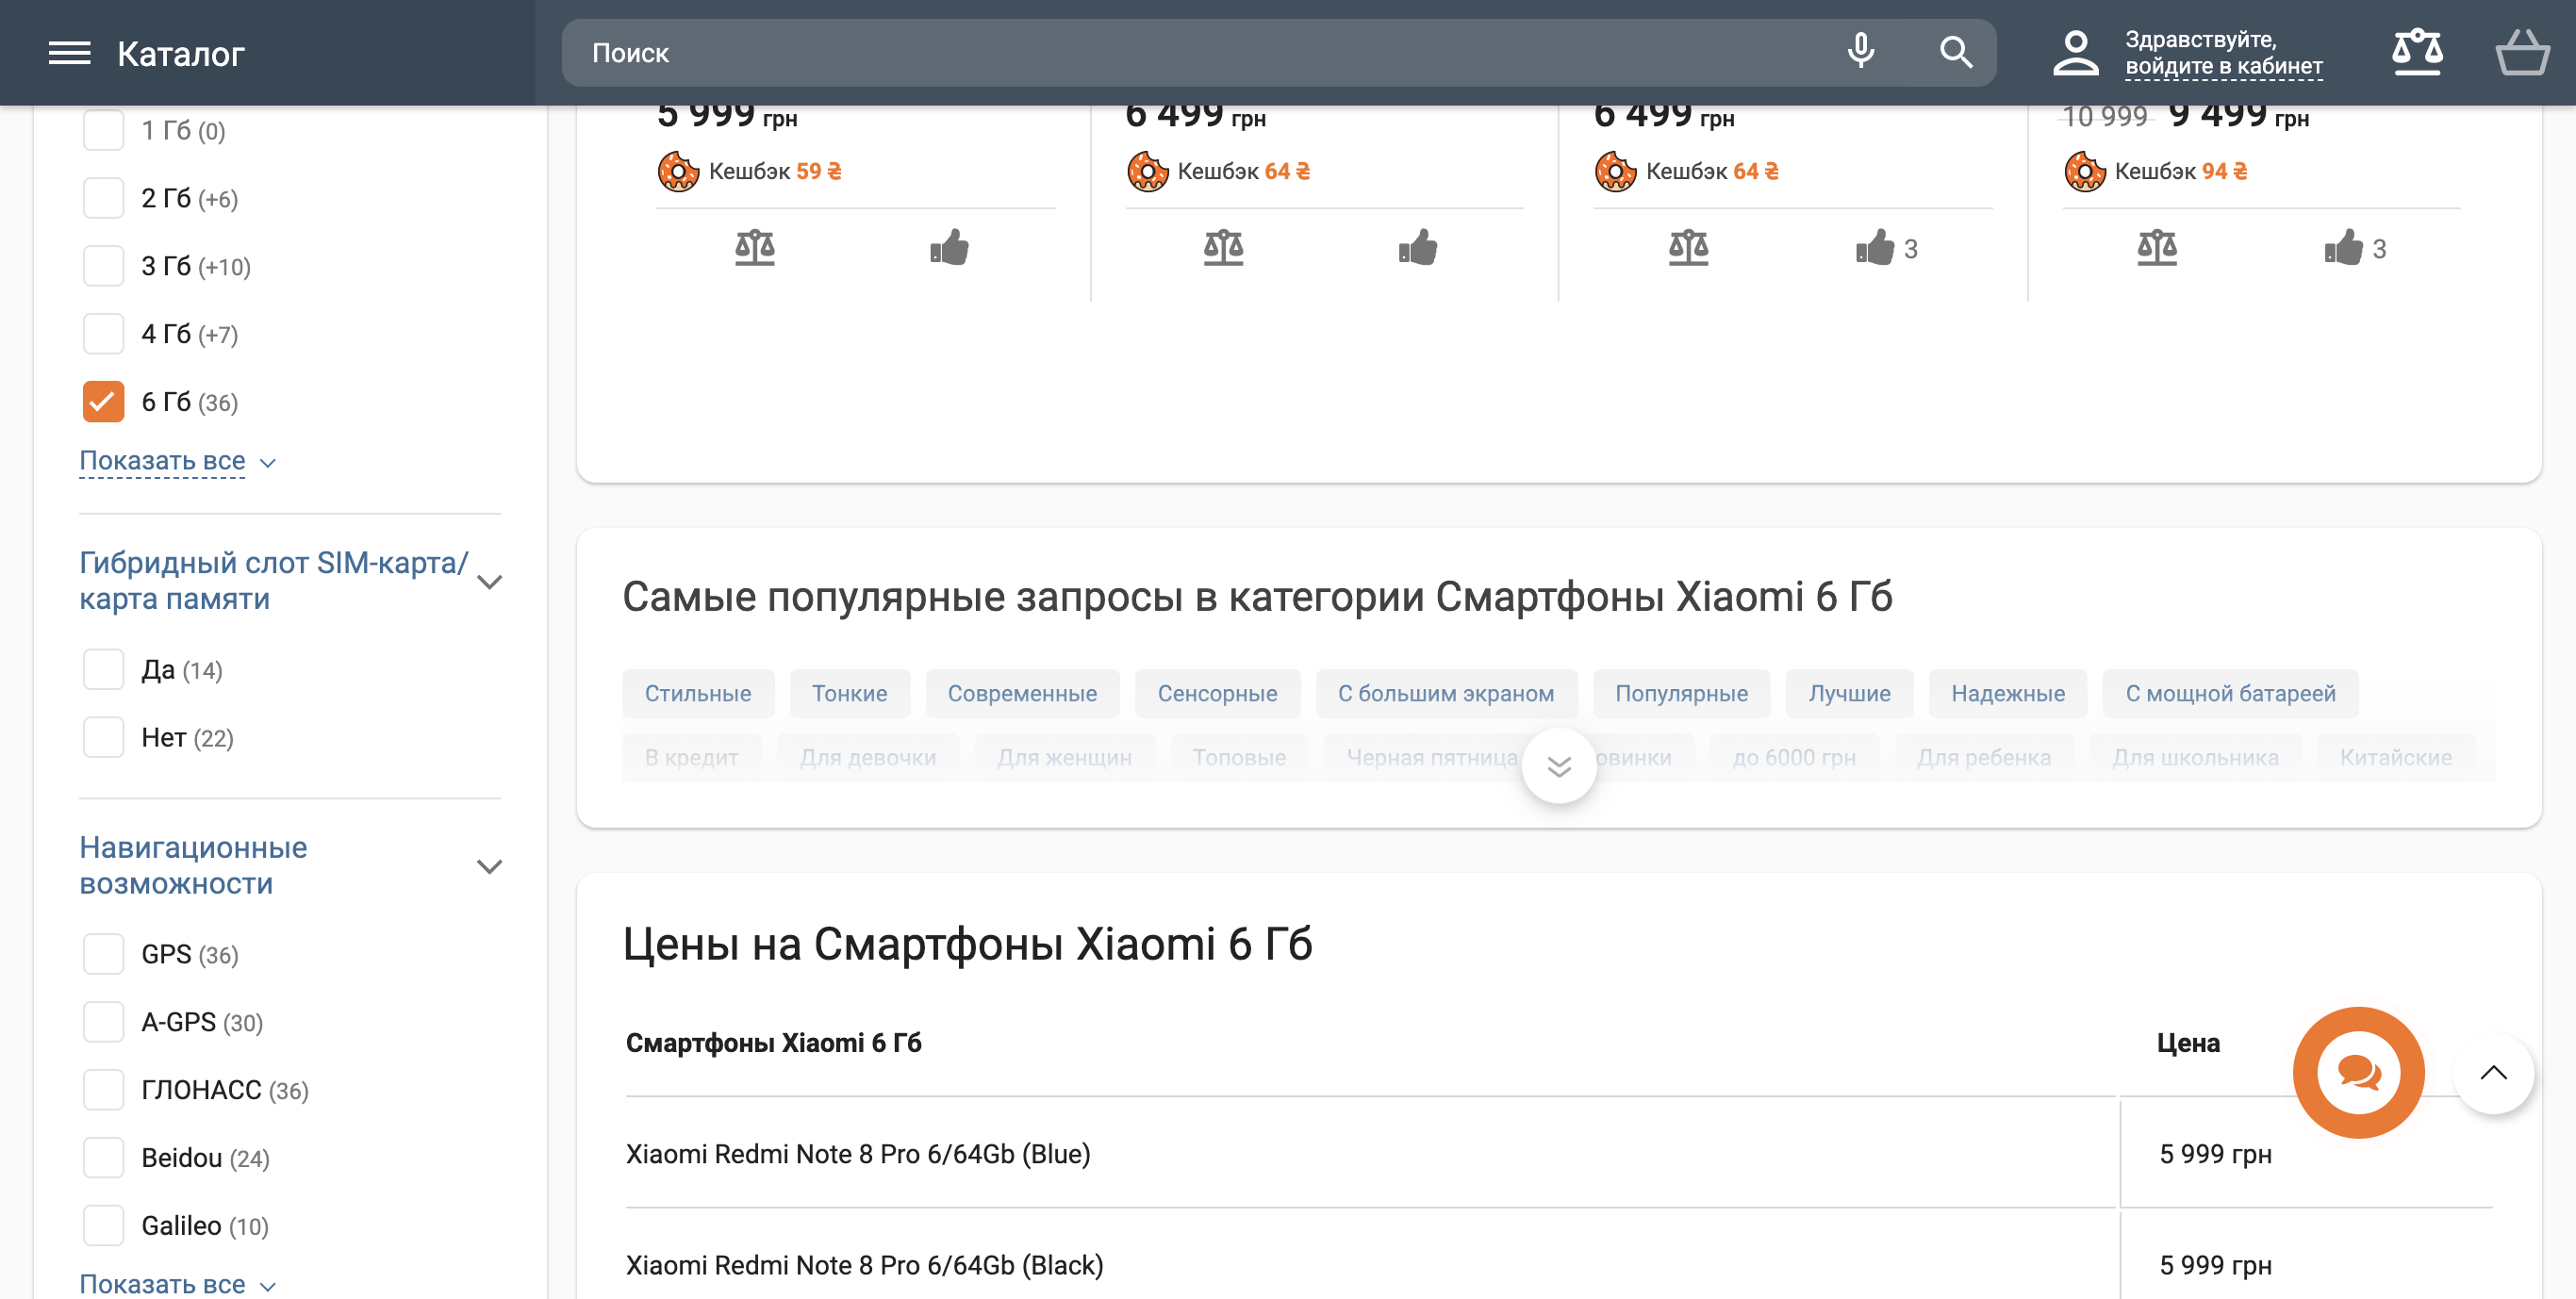 Каталог
Поиск
Здравствуйте,
войдите в кабинет
1 Гб (0)
2 Гб (+6)
3 Гб (+10)
4 Гб (+7)
6 Гб (36)
Показать все
Гибридный слот SIM-карта/
карта памяти
Да (14)
Нет (22)
Навигационные
возможности
GPS (36)
A-GPS (30)
ГЛОНАСС (36)
Beidou (24)
Galileo (10)
Показать все
5 999 грн
6 499 грн
6 499 грн
10 999 9 499 грн
Кешбэк 59 ₴
Кешбэк 64 ₴
Кешбэк 64 ₴
Кешбэк 94 ₴
3
3
Самые популярные запросы в категории Смартфоны Xiaomi 6 Гб
Стильные Тонкие Современные Сенсорные С большим экраном Популярные Лучшие Надежные С мощной батареей
В кредит Для девочки Для женщин Топовые Черная пятница овинки до 6000 грн Для ребенка Для школьника Китайские
Цены на Смартфоны Xiaomi 6 Гб
Смартфоны Xiaomi 6 Гб Цена
Xiaomi Redmi Note 8 Pro 6/64Gb (Blue) 5 999 грн
Xiaomi Redmi Note 8 Pro 6/64Gb (Black) 5 999 грн